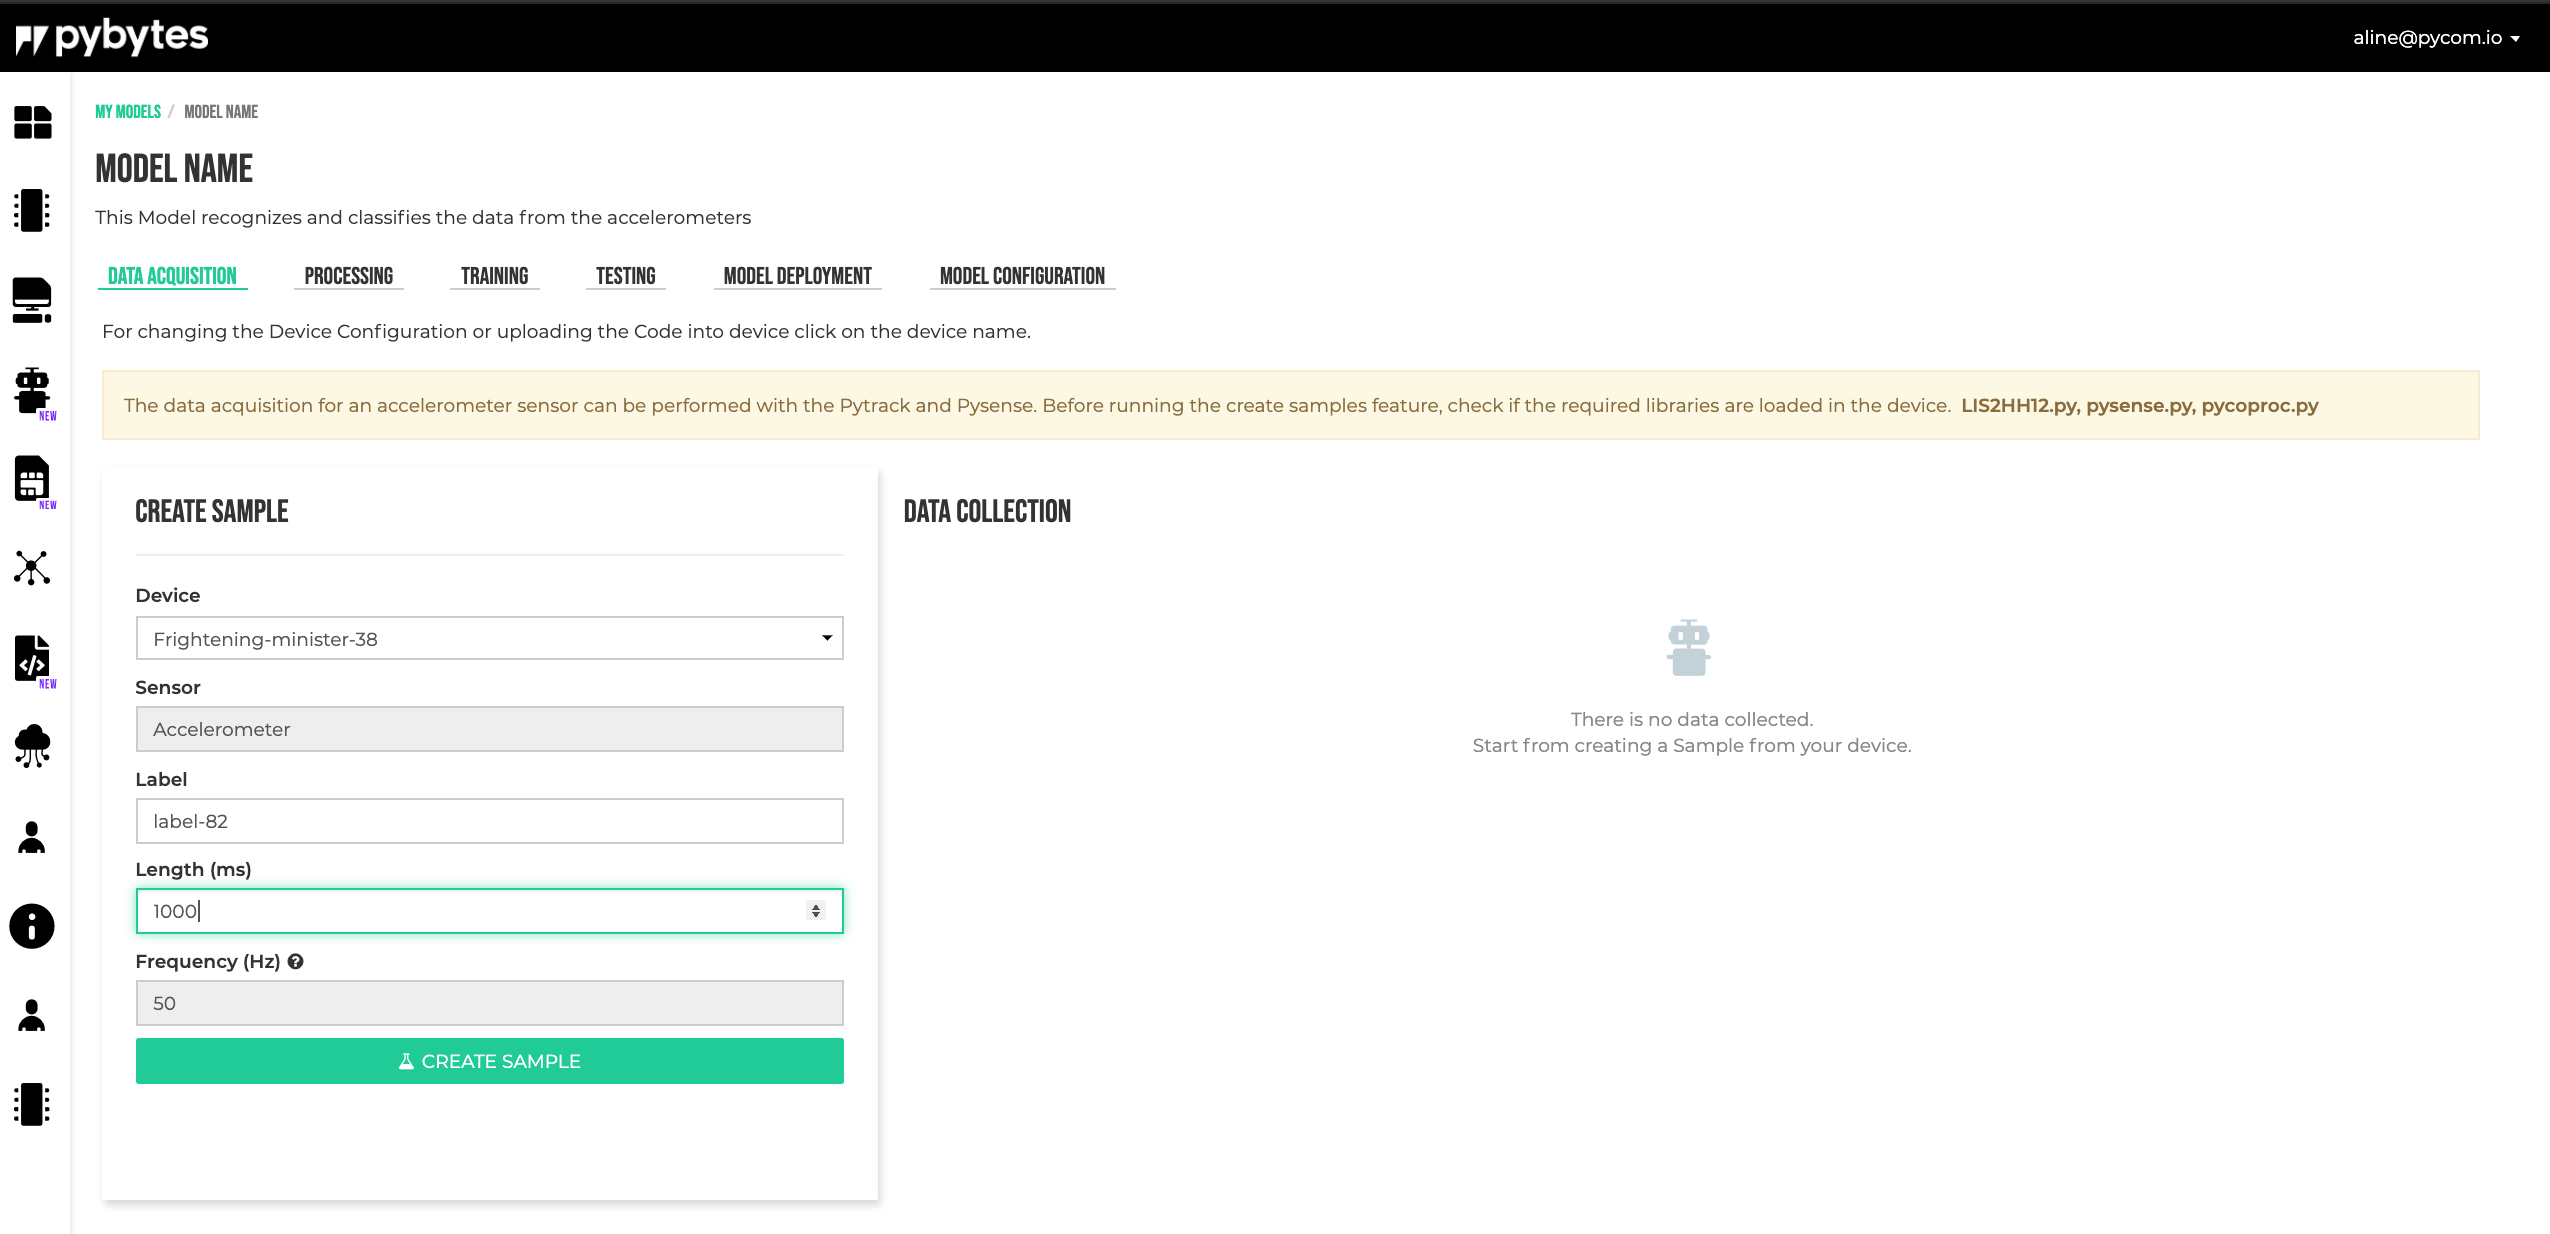 pybytes
aline@pycom.io
MY MODELS / MODEL NAME
MODEL NAME
This Model recognizes and classifies the data from the accelerometers
DATA ACQUISITION
PROCESSING
TRAINING
TESTING
MODEL DEPLOYMENT
MODEL CONFIGURATION
For changing the Device Configuration or uploading the Code into device click on the device name.
The data acquisition for an accelerometer sensor can be performed with the Pytrack and Pysense. Before running the create samples feature, check if the required libraries are loaded in the device. LIS2HH12.py, pysense.py, pycoproc.py
NEW
NEW
NEW
CREATE SAMPLE
Device
Frightening-minister-38
Sensor
Accelerometer
Label
label-82
Length (ms)
1000
Frequency (Hz) ?
50
CREATE SAMPLE
DATA COLLECTION
There is no data collected.
Start from creating a Sample from your device.